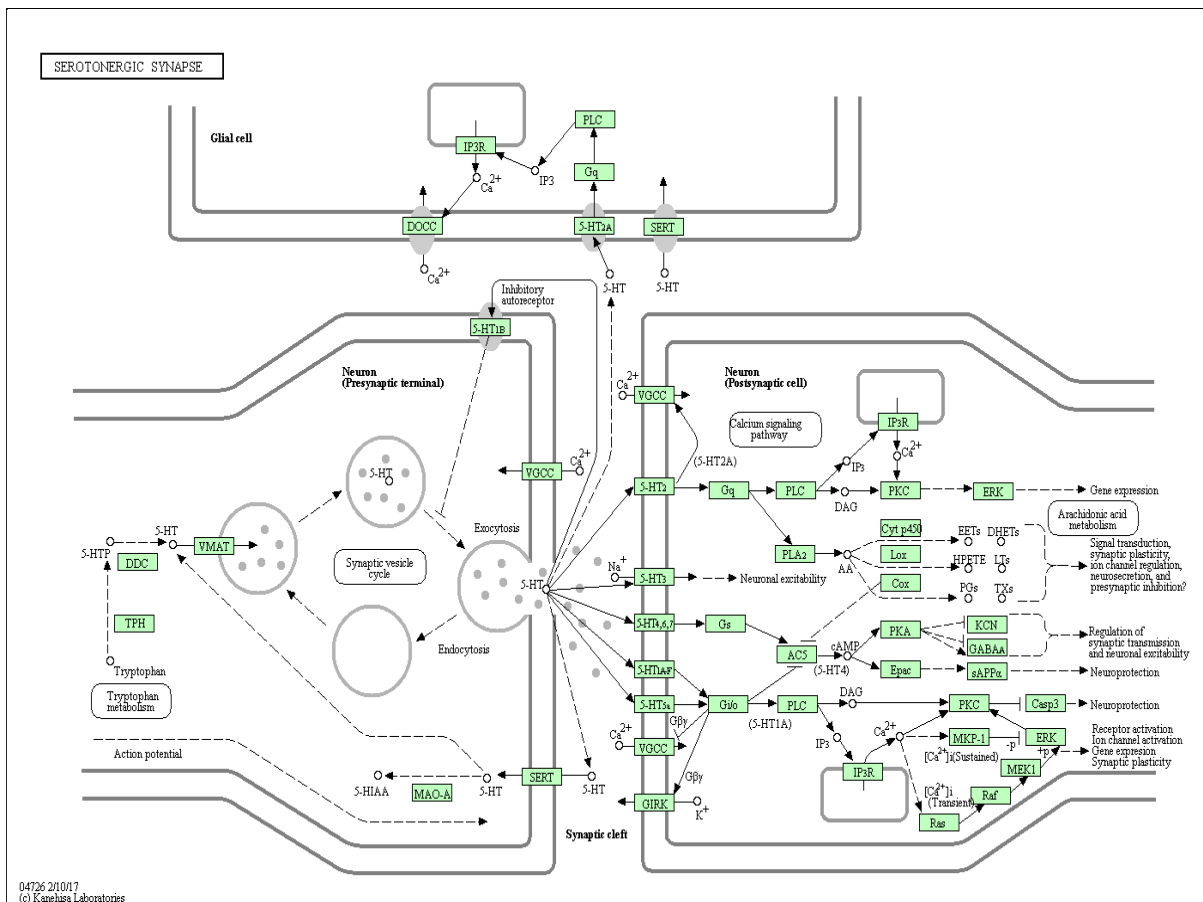 SEROTONERGIC SYNAPSE
Glial cell
PLC
IP3R
Gq
IP3
Ca2+
DOCC
5-HT2A
SERT
Ca2+
5-HT
5-HT
Inhibitory
autoreceptor
5-HT1B
Neuron
(Presynaptic terminal)
Neuron
(Postsynaptic cell)
Ca2+
VGCC
Calcium signaling
pathway
IP3R
(5-HT2A)
IP3
Ca2+
5-HT
VGCC
Ca2+
5-HT2
Gq
PLC
DAG
PKC
ERK
Gene expression
Arachidonic acid
metabolism
Exocytosis
5-HT
5-HTP
DDC
VMAT
Synaptic vesicle
cycle
5-HT
Cyt p450
PLA2
AA
Lox
Cox
EETs
DHETs
HPETE
LTs
PGs
TXs
Signal transduction,
synaptic plasticity,
ion channel regulation,
neurosecretion, and
presynaptic inhibition?
Na+
5-HT3
Neuronal excitability
TPH
Endocytosis
5-HT4,6,7
Gs
AC5
cAMP
(5-HT4)
PKA
KCN
GABAA
Epac
sAPPα
Regulation of
synaptic transmission
and neuronal excitability
Neuroprotection
Tryptophan
Tryptophan
metabolism
5-HT1A/F
5-HT5a
Gi/o
PLC
(5-HT1A)
DAG
PKC
Casp3
Neuroprotection
Gβγ
Ca2+
VGCC
IP3
Ca2+
MKP-1
-p
ERK
+p
Receptor activation
Ion channel activation
Gene expresion
Synaptic plasticity
[Ca2+]i(Sustained)
Action potential
5-HIAA
MAO-A
5-HT
SERT
5-HT
Gβγ
GIRK
K+
IP3R
MEK1
[Ca2+]i
(Transient)
Raf
Ras
Synaptic cleft
04726 2/10/17
(c) Kanehisa Laboratories